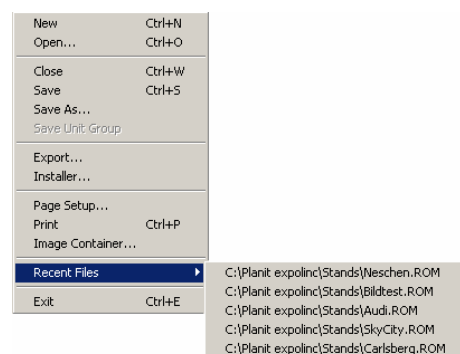 New Ctrl+N
Open... Ctrl+O
Close Ctrl+W
Save Ctrl+S
Save As...
Save Unit Group
Export...
Installer...
Page Setup...
Print Ctrl+P
Image Container...
Recent Files
Exit Ctrl+E
C:\Planit expolinc\Stands\Neschen.ROM
C:\Planit expolinc\Stands\Bildtest.ROM
C:\Planit expolinc\Stands\Audi.ROM
C:\Planit expolinc\Stands\SkyCity.ROM
C:\Planit expolinc\Stands\Carlsberg.ROM